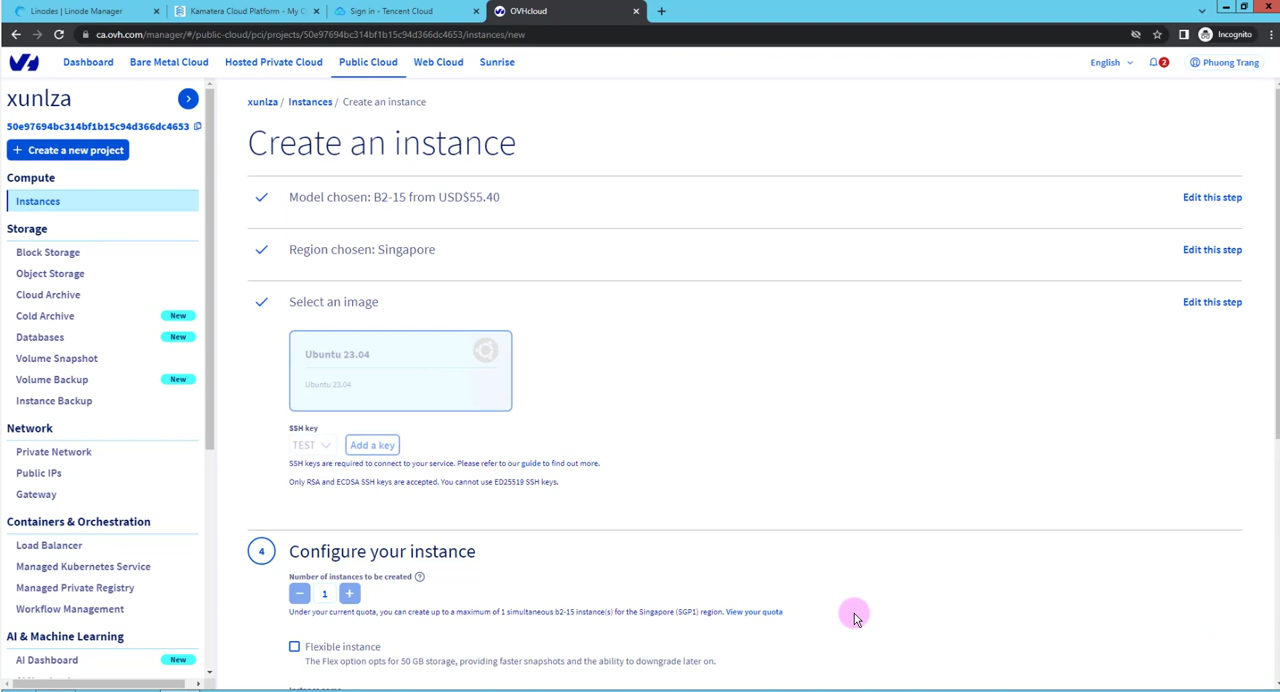 Linodes | Linode Manager
Kamatera Cloud Platform - My C
Sign in - Tencent Cloud
OVHcloud
ca.ovh.com/manager/#/public-cloud/pci/projects/50e97694bc314bf1b15c94d366dc4653/instances/new
Incognito
Dashboard
Bare Metal Cloud
Hosted Private Cloud
Public Cloud
Web Cloud
Sunrise
English
2
Phuong Trang
xunlza
50e97694bc314bf1b15c94d366dc4653
+ Create a new project
Compute
Instances
Storage
Block Storage
Object Storage
Cloud Archive
Cold Archive New
Databases New
Volume Snapshot
Volume Backup New
Instance Backup
Network
Private Network
Public IPs
Gateway
Containers & Orchestration
Load Balancer
Managed Kubernetes Service
Managed Private Registry
Workflow Management
AI & Machine Learning
AI Dashboard New
xunlza / Instances / Create an instance
Create an instance
Model chosen: B2-15 from USD$55.40 Edit this step
Region chosen: Singapore Edit this step
Select an image Edit this step
Ubuntu 23.04
Ubuntu 23.04
SSH key
TEST Add a key
SSH keys are required to connect to your service. Please refer to our guide to find out more.
Only RSA and ECDSA SSH keys are accepted. You cannot use ED25519 SSH keys.
4 Configure your instance
Number of instances to be created ?
− 1 +
Under your current quota, you can create up to a maximum of 1 simultaneous b2-15 instance(s) for the Singapore (SGP1) region. View your quota
Flexible instance
The Flex option opts for 50 GB storage, providing faster snapshots and the ability to downgrade later on.
Instance name